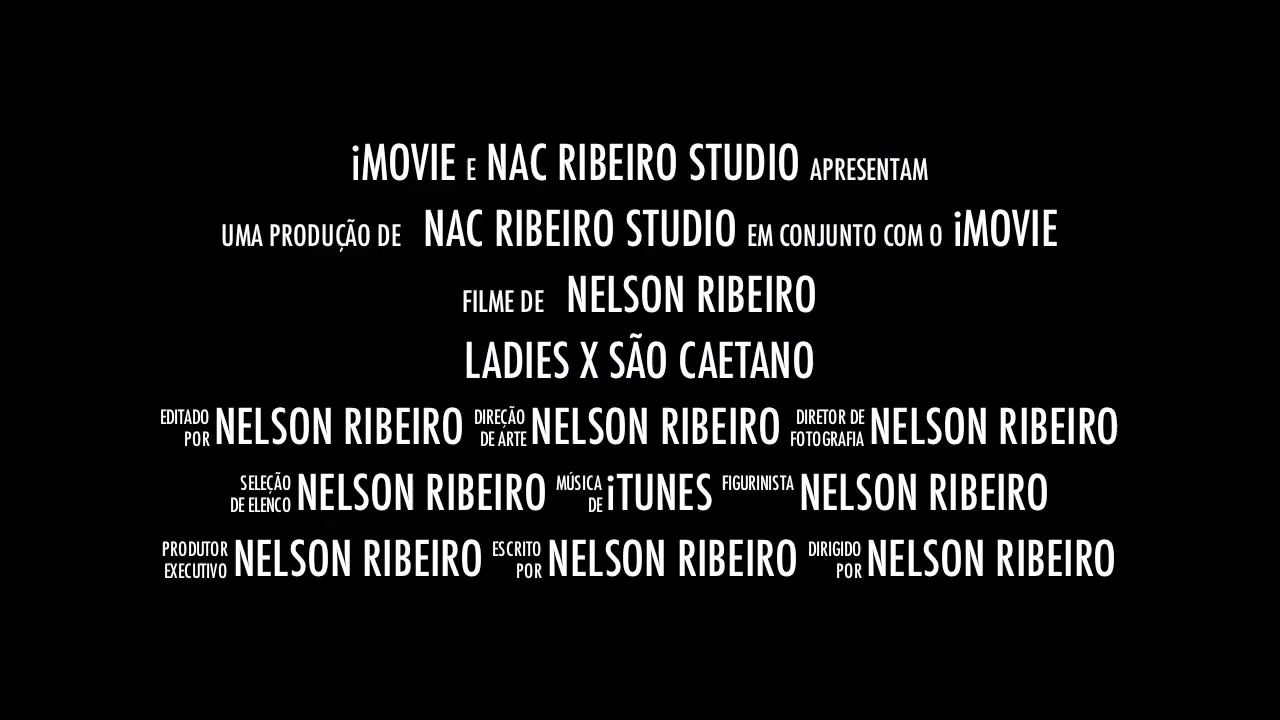 iMOVIE E NAC RIBEIRO STUDIO APRESENTAM
UMA PRODUÇÃO DE NAC RIBEIRO STUDIO EM CONJUNTO COM O iMOVIE
FILME DE NELSON RIBEIRO
LADIES X SÃO CAETANO
EDITADO POR NELSON RIBEIRO DIREÇÃO DE ARTE NELSON RIBEIRO DIRETOR DE FOTOGRAFIA NELSON RIBEIRO
SELEÇÃO DE ELENCO NELSON RIBEIRO MÚSICA DE iTUNES FIGURINISTA NELSON RIBEIRO
PRODUTOR EXECUTIVO NELSON RIBEIRO ESCRITO POR NELSON RIBEIRO DIRIGIDO POR NELSON RIBEIRO